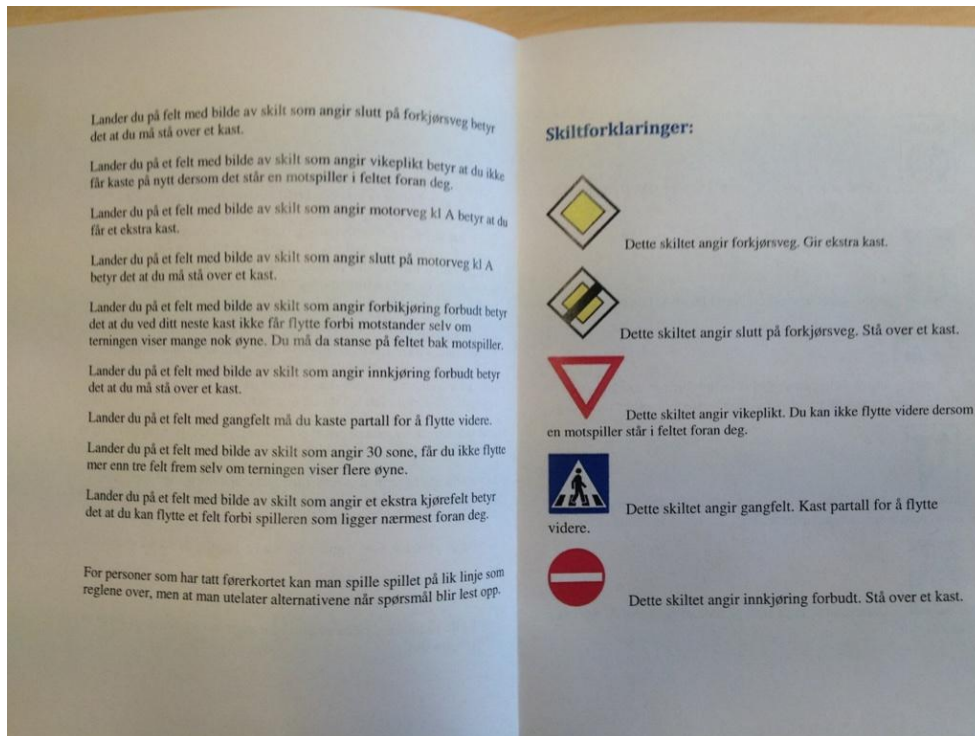 Lander du på felt med bilde av skilt som angir slutt på forkjørsveg betyr
det at du må stå over et kast.
Lander du på et felt med bilde av skilt som angir vikeplikt betyr at du ikke
får kaste på nytt dersom det står en motspiller i feltet foran deg.
Lander du på et felt med bilde av skilt som angir motorveg kl A betyr at du
får et ekstra kast.
Lander du på et felt med bilde av skilt som angir slutt på motorveg kl A
betyr det at du må stå over et kast.
Lander du på et felt med bilde av skilt som angir forbikjøring forbudt betyr
det at du ved ditt neste kast ikke får flytte forbi motstander selv om
terningen viser mange nok øyne. Du må da stanse på feltet bak motspiller.
Lander du på et felt med bilde av skilt som angir innkjøring forbudt betyr
det at du må stå over et kast.
Lander du på et felt med gangfelt må du kaste partall for å flytte videre.
Lander du på et felt med bilde av skilt som angir 30 sone, får du ikke flytte
mer enn tre felt frem selv om terningen viser flere øyne.
Lander du på et felt med bilde av skilt som angir et ekstra kjørefelt betyr
det at du kan flytte et felt forbi spilleren som ligger nærmest foran deg.
For personer som har tatt førerkortet kan man spille spillet på lik linje som
reglene over, men at man utelater alternativene når spørsmål blir lest opp.
Skiltforklaringer:
Dette skiltet angir forkjørsveg. Gir ekstra kast.
Dette skiltet angir slutt på forkjørsveg. Stå over et kast.
Dette skiltet angir vikeplikt. Du kan ikke flytte videre dersom
en motspiller står i feltet foran deg.
Dette skiltet angir gangfelt. Kast partall for å flytte
videre.
Dette skiltet angir innkjøring forbudt. Stå over et kast.